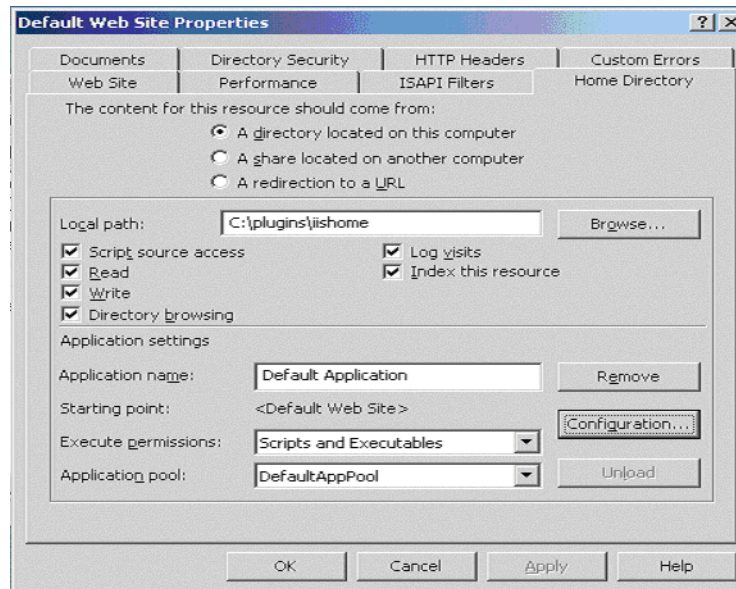 Default Web Site Properties
Documents Directory Security HTTP Headers Custom Errors
Web Site Performance ISAPI Filters Home Directory
The content for this resource should come from:
A directory located on this computer
A share located on another computer
A redirection to a URL
Local path: C:\plugins\iishome Browse...
Script source access Log visits
Read Index this resource
Write
Directory browsing
Application settings
Application name: Default Application Remove
Starting point: <Default Web Site> Configuration...
Execute permissions: Scripts and Executables
Application pool: DefaultAppPool Unload
OK Cancel Apply Help